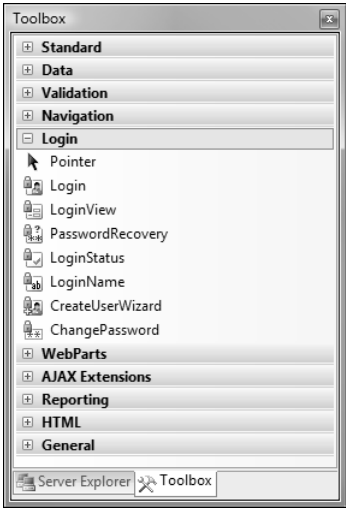 Toolbox
Standard
Data
Validation
Navigation
Login
Pointer
Login
LoginView
PasswordRecovery
LoginStatus
LoginName
CreateUserWizard
ChangePassword
WebParts
AJAX Extensions
Reporting
HTML
General
Server Explorer Toolbox